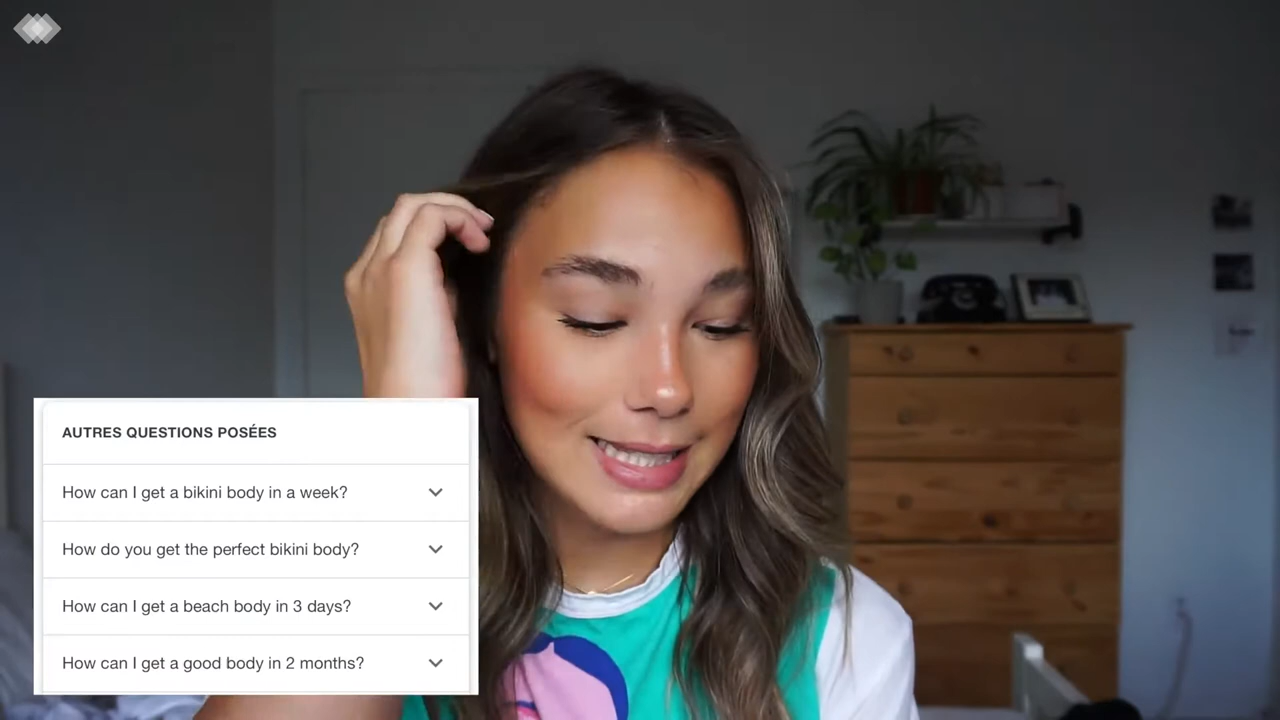 AUTRES QUESTIONS POSÉES
How can I get a bikini body in a week?
How do you get the perfect bikini body?
How can I get a beach body in 3 days?
How can I get a good body in 2 months?